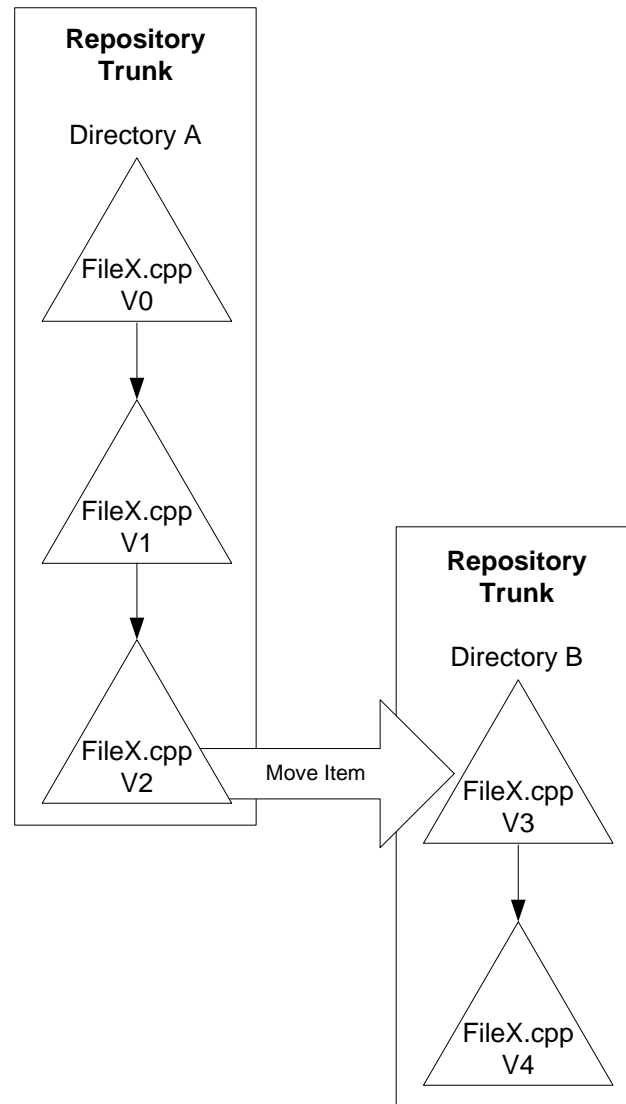 Repository
Trunk
Directory A
FileX.cpp
V0
FileX.cpp
V1
FileX.cpp
V2
Move Item
Repository
Trunk
Directory B
FileX.cpp
V3
FileX.cpp
V4